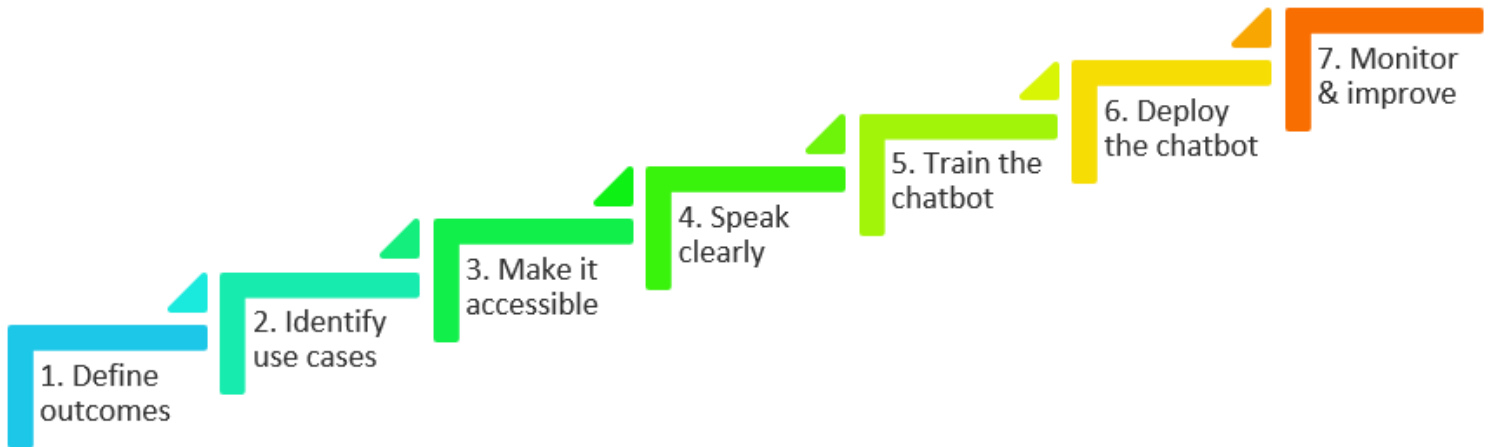 1. Define
outcomes
2. Identify
use cases
3. Make it
accessible
4. Speak
clearly
5. Train the
chatbot
6. Deploy
the chatbot
7. Monitor
& improve